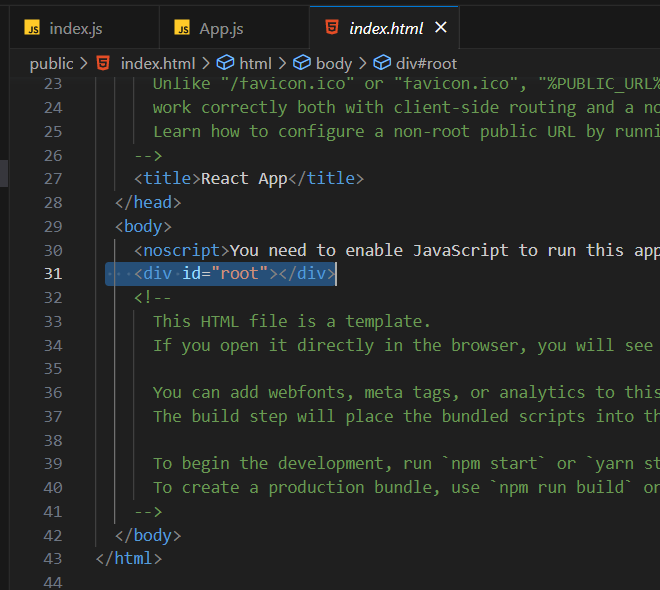 index.js
App.js
index.html
public > index.html > html > body > div#root
23 Unlike "/favicon.ico" or "favicon.ico", "%PUBLIC_URL%
24 work correctly both with client-side routing and a no
25 Learn how to configure a non-root public URL by runni
26 -->
27 <title>React App</title>
28 </head>
29 <body>
30 <noscript>You need to enable JavaScript to run this app
31 <div id="root"></div>
32 <!--
33 This HTML file is a template.
34 If you open it directly in the browser, you will see
35
36 You can add webfonts, meta tags, or analytics to this
37 The build step will place the bundled scripts into th
38
39 To begin the development, run `npm start` or `yarn st
40 To create a production bundle, use `npm run build` or
41 -->
42 </body>
43 </html>
44